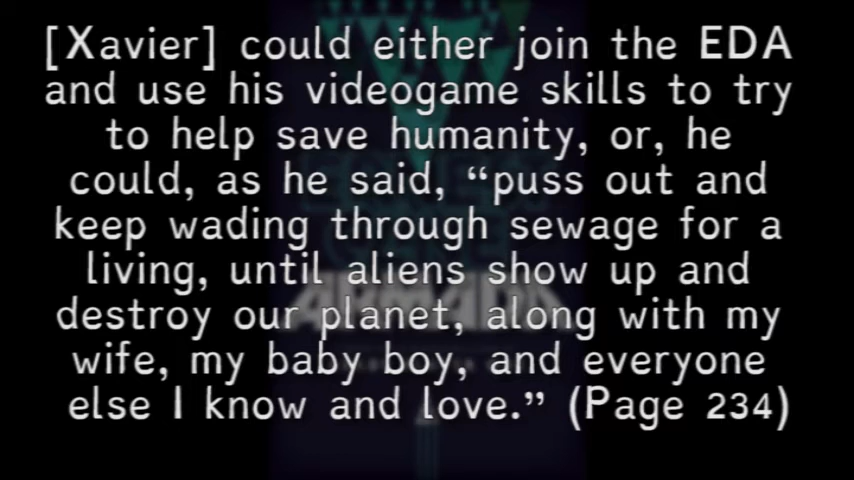 [Xavier] could either join the EDA
and use his videogame skills to try
to help save humanity, or, he
could, as he said, “puss out and
keep wading through sewage for a
living, until aliens show up and
destroy our planet, along with my
wife, my baby boy, and everyone
else I know and love.” (Page 234)
ARMADA